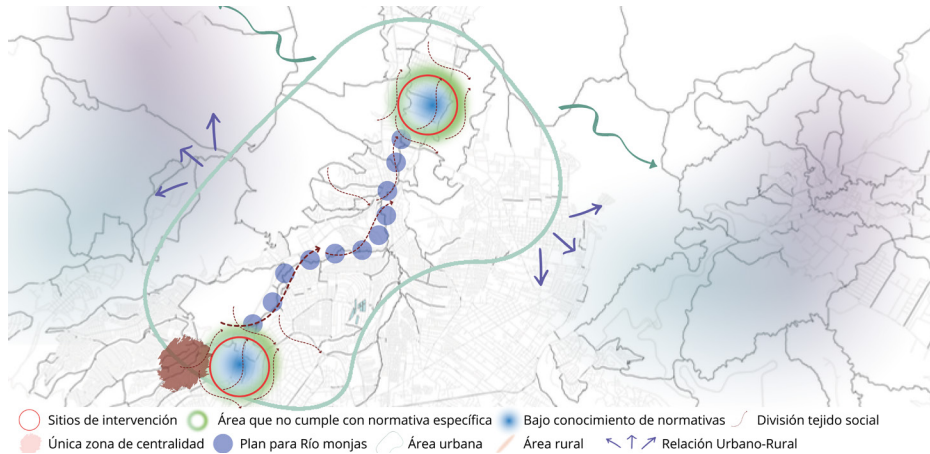 Sitios de intervención Área que no cumple con normativa específica Bajo conocimiento de normativas División tejido social
Única zona de centralidad Plan para Río monjas Área urbana Área rural Relación Urbano-Rural